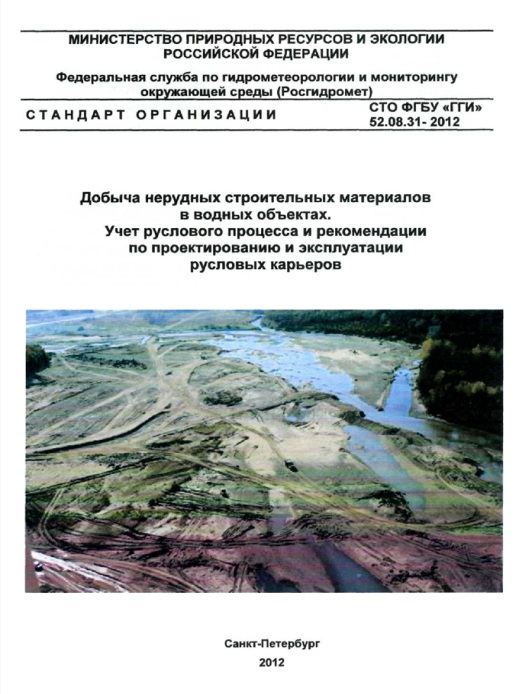 МИНИСТЕРСТВО ПРИРОДНЫХ РЕСУРСОВ И ЭКОЛОГИИ
РОССИЙСКОЙ ФЕДЕРАЦИИ
Федеральная служба по гидрометеорологии и мониторингу
окружающей среды (Росгидромет)
СТАНДАРТ ОРГАНИЗАЦИИ
СТО ФГБУ «ГГИ»
52.08.31- 2012
Добыча нерудных строительных материалов
в водных объектах.
Учет руслового процесса и рекомендации
по проектированию и эксплуатации
русловых карьеров
Санкт-Петербург
2012